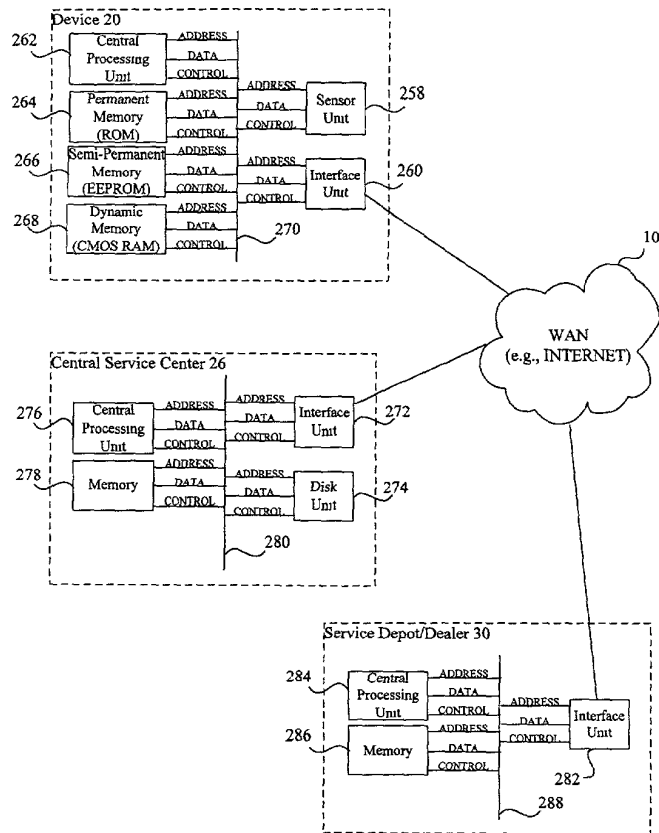 Device 20
262
Central
Processing
Unit
ADDRESS
DATA
CONTROL
264
Permanent
Memory
(ROM)
ADDRESS
DATA
CONTROL
266
Semi-Permanent
Memory
(EEPROM)
ADDRESS
DATA
CONTROL
268
Dynamic
Memory
(CMOS RAM)
ADDRESS
DATA
CONTROL
270
ADDRESS
DATA
CONTROL
Sensor
Unit
258
ADDRESS
DATA
CONTROL
Interface
Unit
260
10
WAN
(e.g., INTERNET)
Central Service Center 26
276
Central
Processing
Unit
ADDRESS
DATA
CONTROL
278
Memory
ADDRESS
DATA
CONTROL
ADDRESS
DATA
CONTROL
Interface
Unit
272
ADDRESS
DATA
CONTROL
Disk
Unit
274
280
Service Depot/Dealer 30
284
Central
Processing
Unit
ADDRESS
DATA
CONTROL
286
Memory
ADDRESS
DATA
CONTROL
ADDRESS
DATA
CONTROL
Interface
Unit
282
288